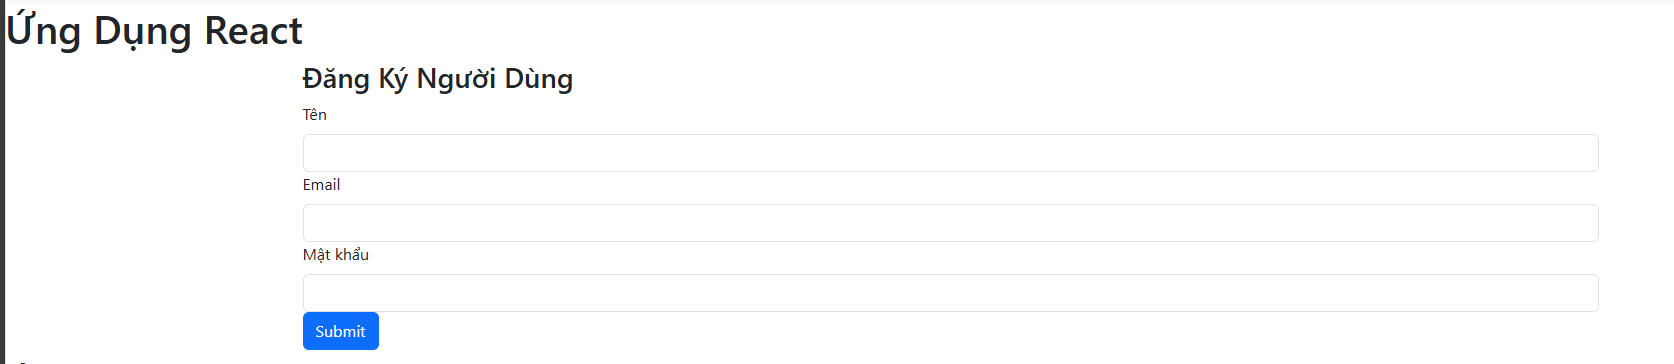 Ứng Dụng React
Đăng Ký Người Dùng
Tên
Email
Mật khẩu
Submit